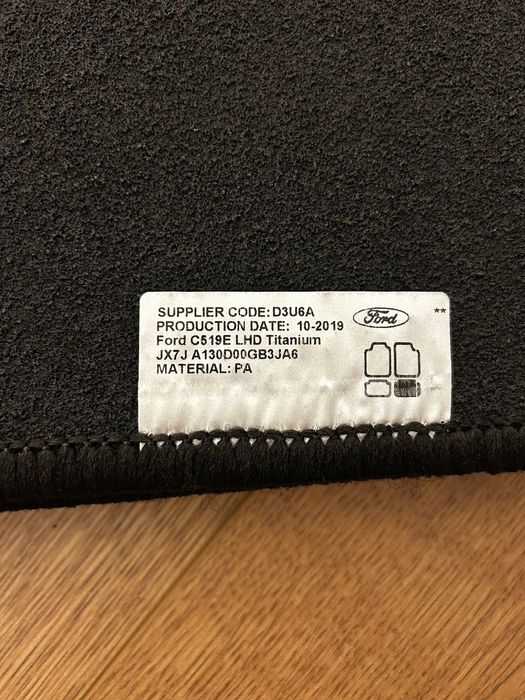 SUPPLIER CODE: D3U6A
PRODUCTION DATE: 10-2019
Ford C519E LHD Titanium
JX7J A130D00GB3JA6
MATERIAL: PA
Ford
**